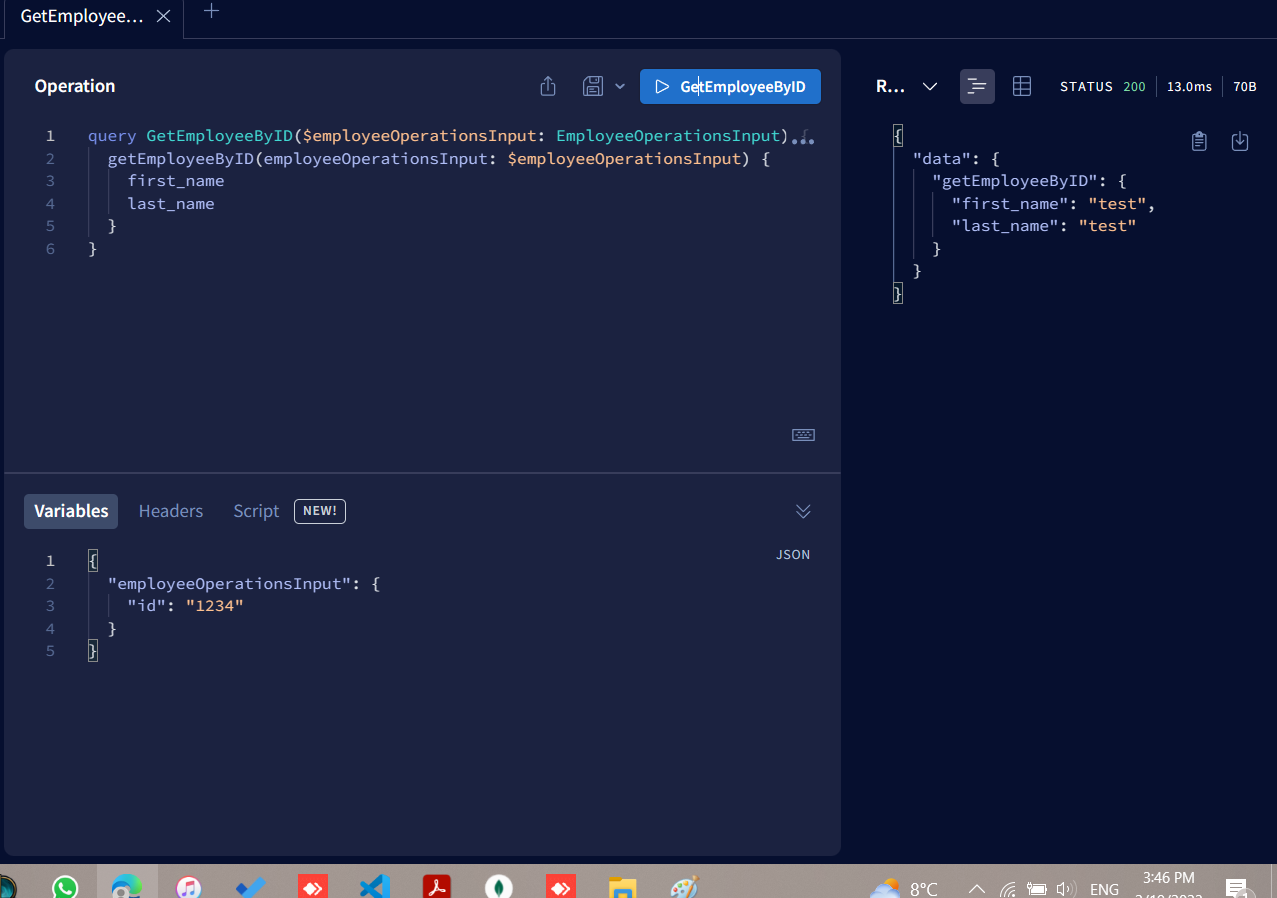 GetEmployee...
Operation
GetEmployeeByID
1 query GetEmployeeByID($employeeOperationsInput: EmployeeOperationsInput) ...
2 getEmployeeByID(employeeOperationsInput: $employeeOperationsInput) {
3 first_name
4 last_name
5 }
6 }
Variables Headers Script NEW!
JSON
1 {
2 "employeeOperationsInput": {
3 "id": "1234"
4 }
5 }
R... STATUS 200 13.0ms 70B
{
"data": {
"getEmployeeByID": {
"first_name": "test",
"last_name": "test"
}
}
}
8°C ENG 3:46 PM
1